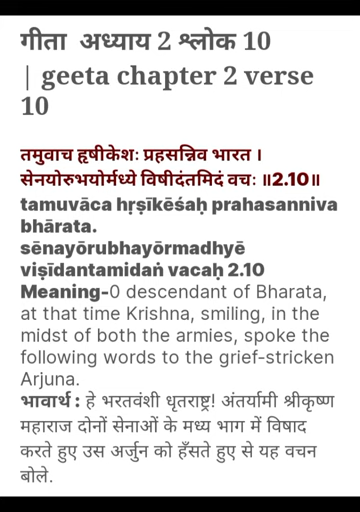 गीता अध्याय 2 श्लोक 10
| geeta chapter 2 verse
10
तमुवाच हृषीकेशः प्रहसन्निव भारत ।
सेनयोरुभयोर्मध्ये विषीदंतमिदं वचः ॥2.10॥
tamuvāca hṛṣīkēśaḥ prahasanniva
bhārata.
sēnayōrubhayōrmadhyē
viṣīdantamidaṅ vacaḥ 2.10
Meaning-0 descendant of Bharata,
at that time Krishna, smiling, in the
midst of both the armies, spoke the
following words to the grief-stricken
Arjuna.
भावार्थ : हे भरतवंशी धृतराष्ट्र! अंतर्यामी श्रीकृष्ण
महाराज दोनों सेनाओं के मध्य भाग में विषाद
करते हुए उस अर्जुन को हँसते हुए से यह वचन
बोले.